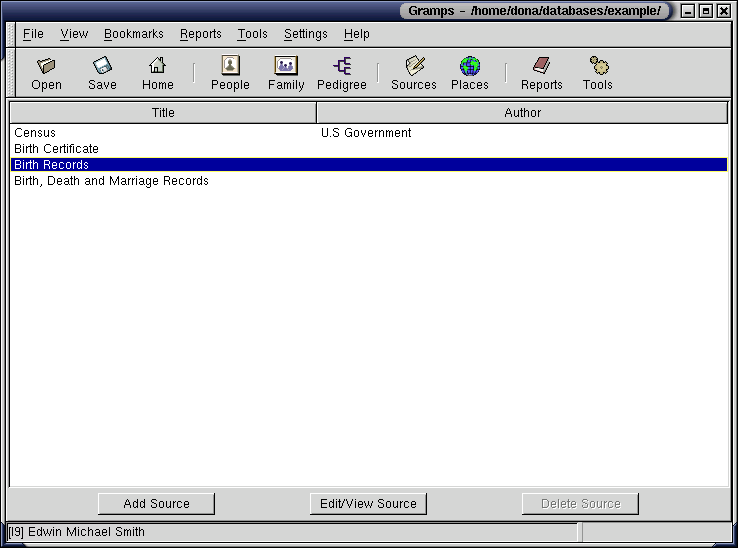 Gramps - /home/dona/databases/example/
File View Bookmarks Reports Tools Settings Help
Open Save Home People Family Pedigree Sources Places Reports Tools
Title Author
Census U.S Government
Birth Certificate
Birth Records
Birth, Death and Marriage Records
Add Source Edit/View Source Delete Source
[I9] Edwin Michael Smith